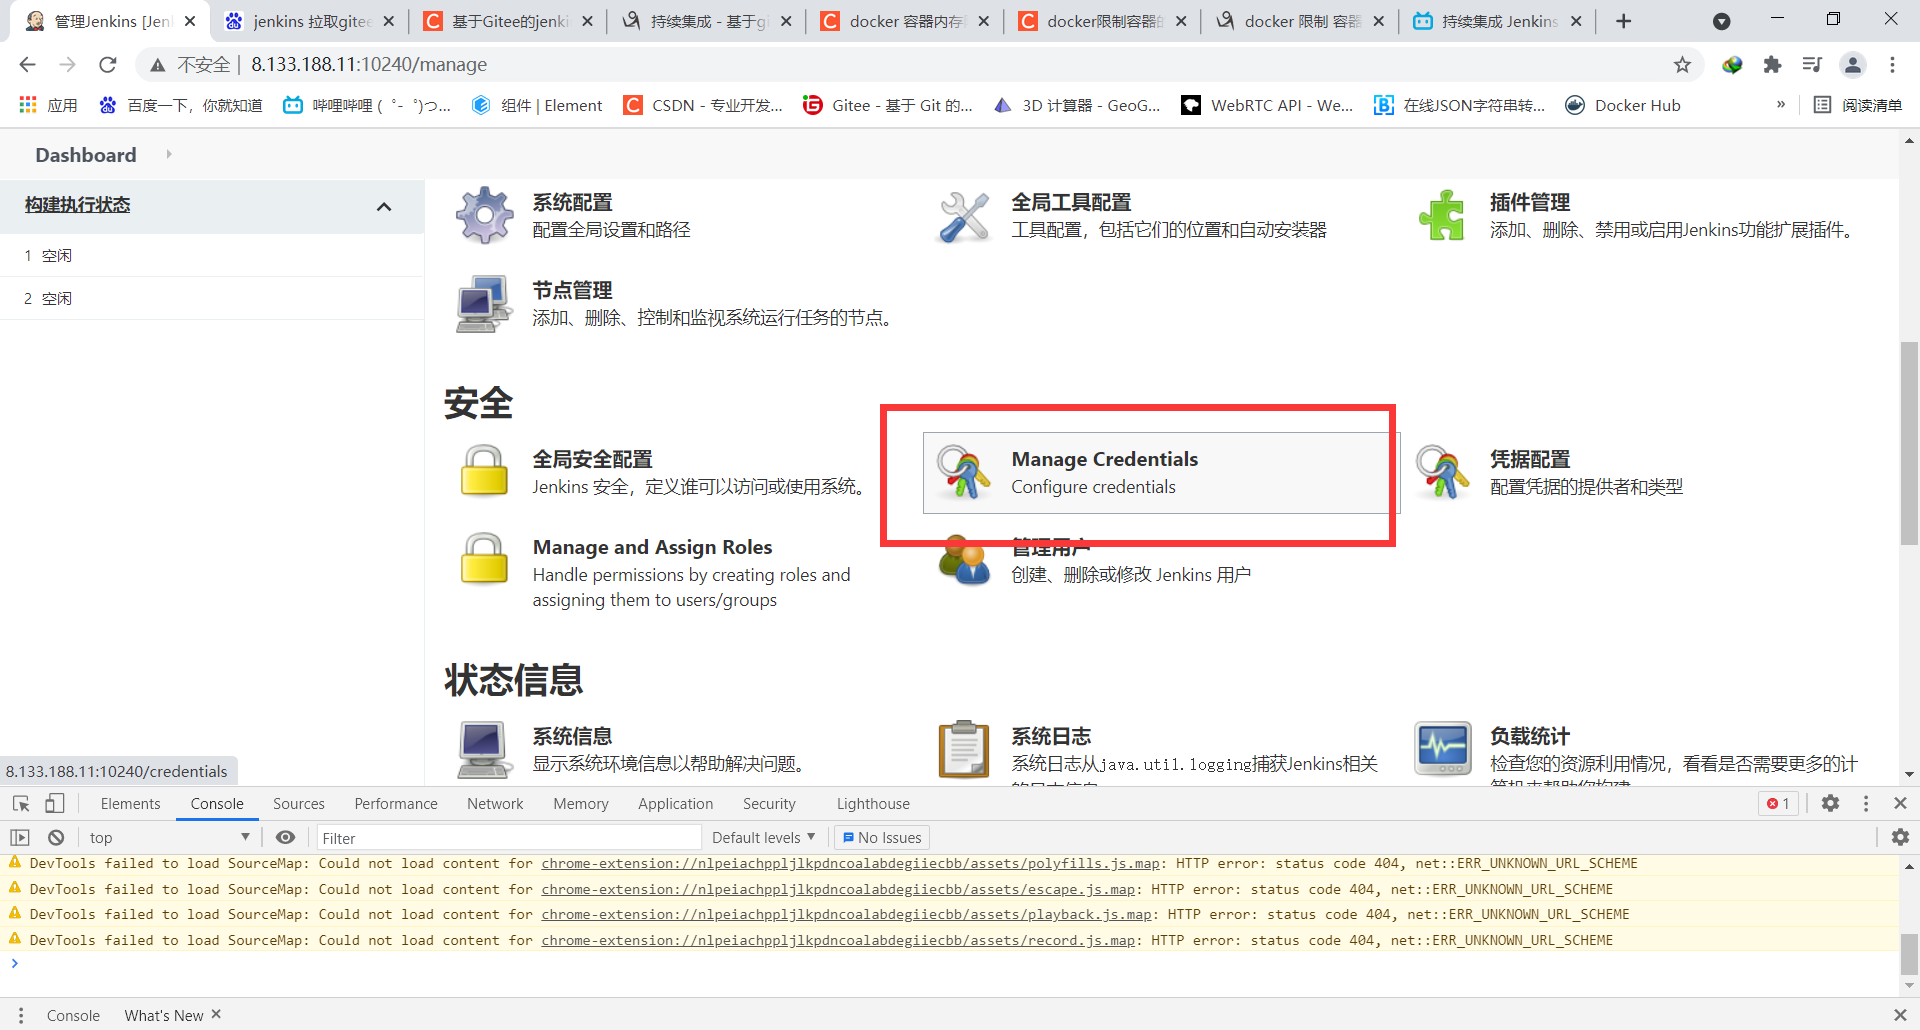 管理Jenkins [Jenk
jenkins 拉取gitee
基于Gitee的jenki
持续集成 - 基于gi
docker 容器内存
docker限制容器的
docker 限制 容器
持续集成 Jenkins
不安全 | 8.133.188.11:10240/manage
应用
百度一下，你就知道
哔哩哔哩 (゜-゜)つ...
组件 | Element
CSDN - 专业开发...
Gitee - 基于 Git 的...
3D 计算器 - GeoG...
WebRTC API - We...
在线JSON字符串转...
Docker Hub
»
阅读清单
Dashboard
构建执行状态
1 空闲
2 空闲
系统配置
配置全局设置和路径
全局工具配置
工具配置，包括它们的位置和自动安装器
插件管理
添加、删除、禁用或启用Jenkins功能扩展插件。
节点管理
添加、删除、控制和监视系统运行任务的节点。
安全
全局安全配置
Jenkins 安全，定义谁可以访问或使用系统。
Manage Credentials
Configure credentials
凭据配置
配置凭据的提供者和类型
Manage and Assign Roles
Handle permissions by creating roles and
assigning them to users/groups
管理用户
创建、删除或修改 Jenkins 用户
状态信息
系统信息
显示系统环境信息以帮助解决问题。
系统日志
系统日志从java.util.logging捕获Jenkins相关
的日志信息
负载统计
检查您的资源利用情况，看看是否需要更多的计
算机来帮助您构建
8.133.188.11:10240/credentials
Elements
Console
Sources
Performance
Network
Memory
Application
Security
Lighthouse
1
top
Filter
Default levels
No Issues
DevTools failed to load SourceMap: Could not load content for chrome-extension://nlpeiachppljlkpdncoalabdegiiecbb/assets/polyfills.js.map: HTTP error: status code 404, net::ERR_UNKNOWN_URL_SCHEME
DevTools failed to load SourceMap: Could not load content for chrome-extension://nlpeiachppljlkpdncoalabdegiiecbb/assets/escape.js.map: HTTP error: status code 404, net::ERR_UNKNOWN_URL_SCHEME
DevTools failed to load SourceMap: Could not load content for chrome-extension://nlpeiachppljlkpdncoalabdegiiecbb/assets/playback.js.map: HTTP error: status code 404, net::ERR_UNKNOWN_URL_SCHEME
DevTools failed to load SourceMap: Could not load content for chrome-extension://nlpeiachppljlkpdncoalabdegiiecbb/assets/record.js.map: HTTP error: status code 404, net::ERR_UNKNOWN_URL_SCHEME
Console
What's New